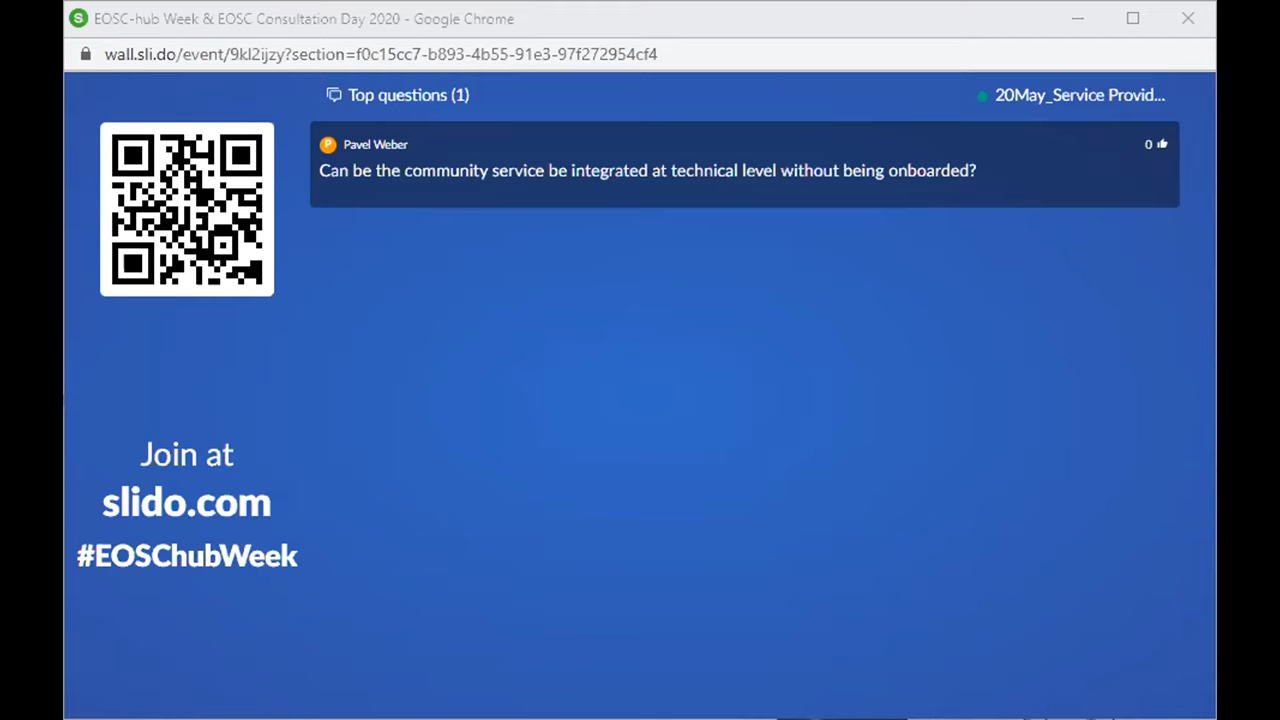 EOSC-hub Week & EOSC Consultation Day 2020 - Google Chrome
wall.sli.do/event/9kl2ijzy?section=f0c15cc7-b893-4b55-91e3-97f272954cf4
Top questions (1)
20May_Service Provid...
P Pavel Weber
0
Can be the community service be integrated at technical level without being onboarded?
Join at
slido.com
#EOSChubWeek